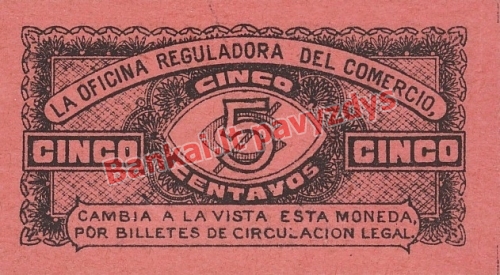 LA OFICINA REGULADORA DEL COMERCIO,
CINCO
5
CINCO
CINCO
CENTAVOS
CAMBIA A LA VISTA ESTA MONEDA,
POR BILLETES DE CIRCULACION LEGAL.
Bankai.lt pavyzdys